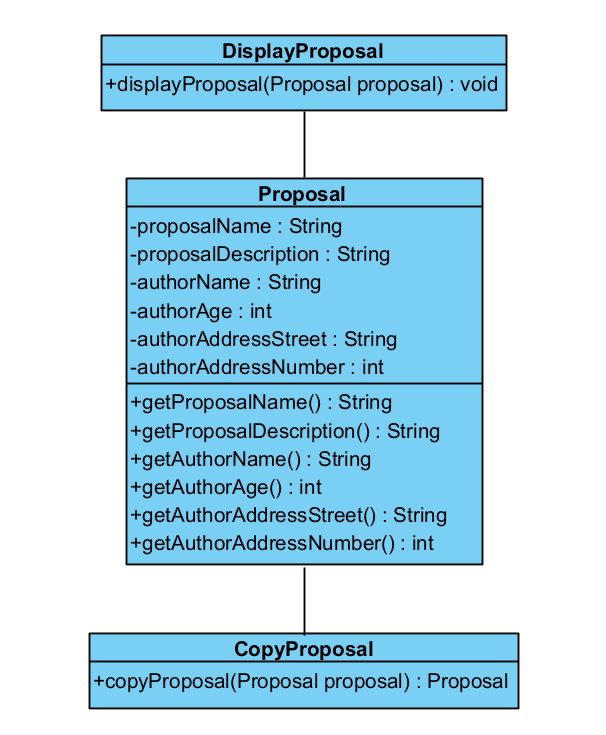 DisplayProposal
+displayProposal(Proposal proposal) : void
Proposal
-proposalName : String
-proposalDescription : String
-authorName : String
-authorAge : int
-authorAddressStreet : String
-authorAddressNumber : int
+getProposalName() : String
+getProposalDescription() : String
+getAuthorName() : String
+getAuthorAge() : int
+getAuthorAddressStreet() : String
+getAuthorAddressNumber() : int
CopyProposal
+copyProposal(Proposal proposal) : Proposal